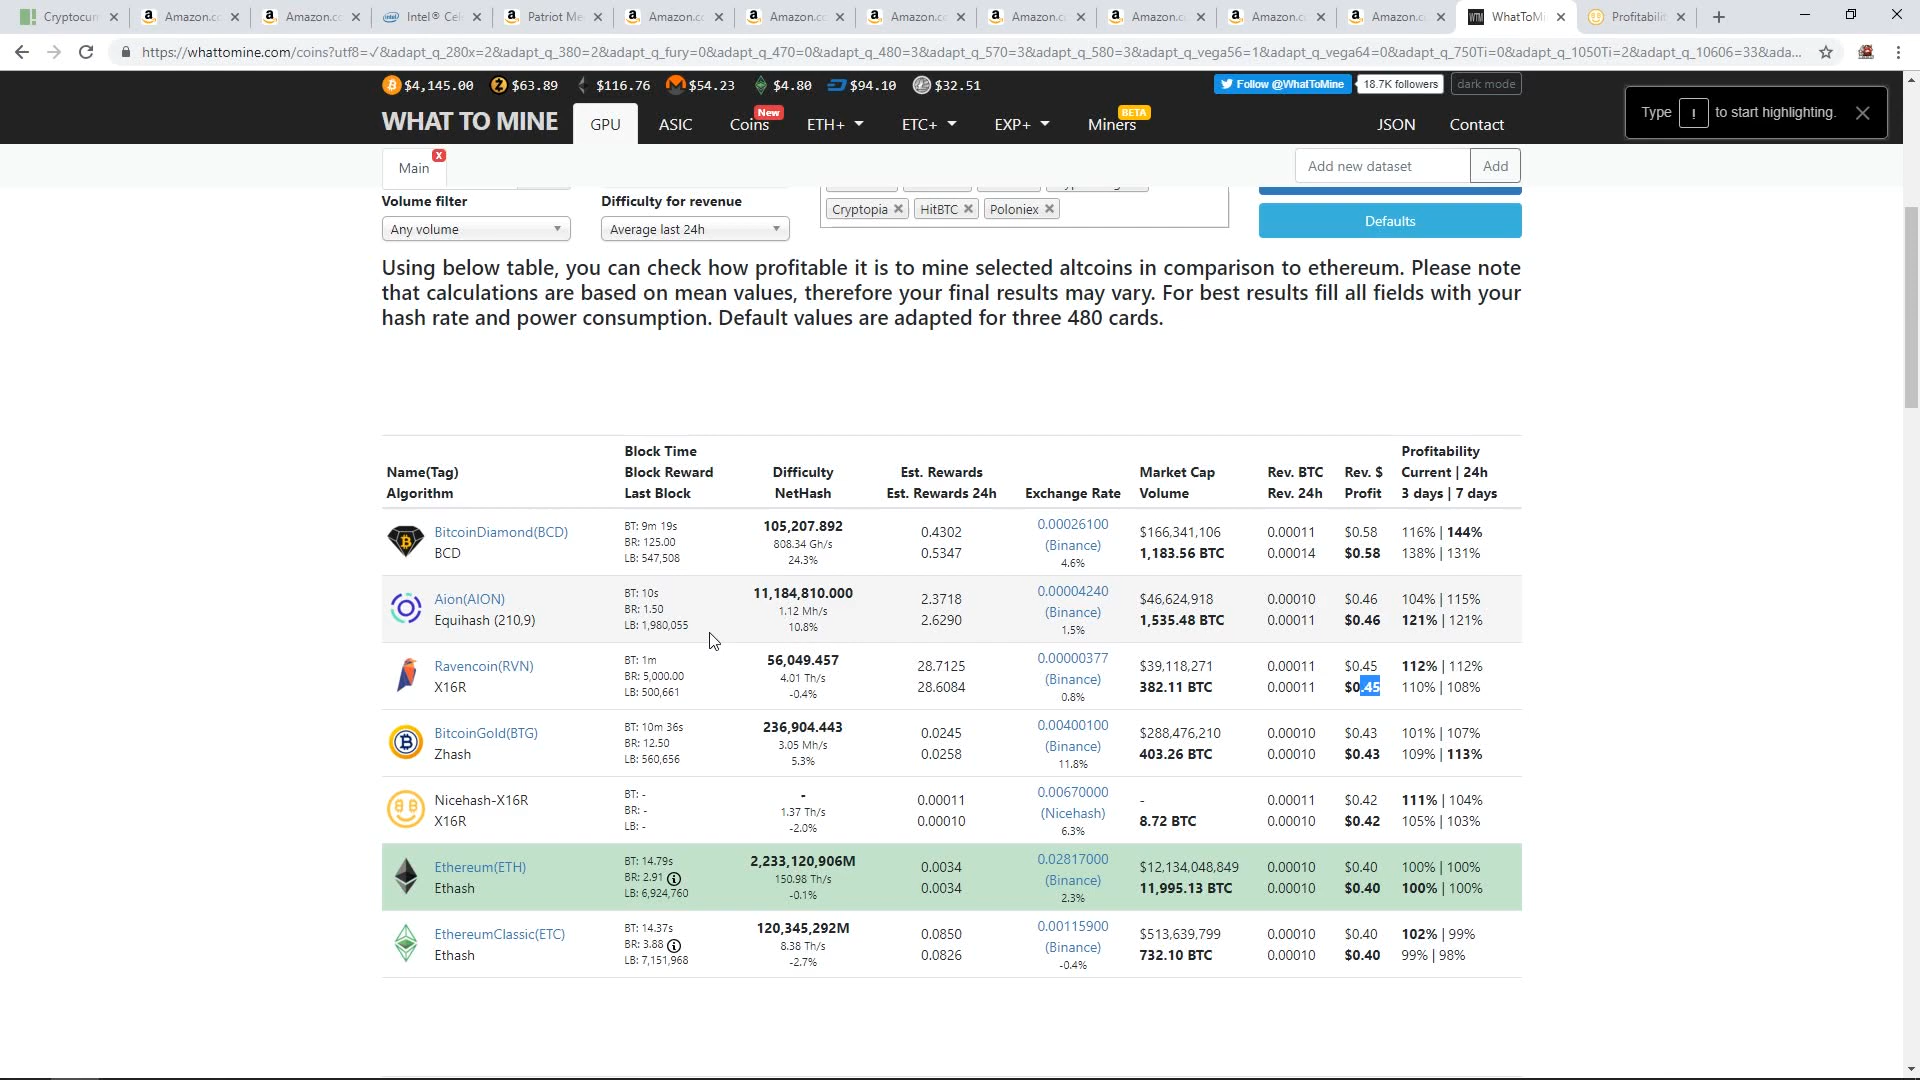 Cryptocur
Amazon.co
Amazon.co
Intel® Cel
Patriot Me
Amazon.co
Amazon.co
Amazon.co
Amazon.co
Amazon.co
Amazon.co
Amazon.co
WhatToMi
Profitabilit
https://whattomine.com/coins?utf8=✓&adapt_q_280x=2&adapt_q_380=2&adapt_q_fury=0&adapt_q_470=0&adapt_q_480=3&adapt_q_570=3&adapt_q_580=3&adapt_q_vega56=1&adapt_q_vega64=0&adapt_q_750Ti=0&adapt_q_1050Ti=2&adapt_q_10606=33&ada...
$4,145.00 $63.89 $116.76 $54.23 $4.80 $94.10 $32.51
Follow @WhatToMine 18.7K followers dark mode
WHAT TO MINE GPU ASIC Coins New ETH+ ETC+ EXP+ Miners BETA JSON Contact
Type ! to start highlighting.
Main x Add new dataset Add
Volume filter Difficulty for revenue
Cryptopia HitBTC Poloniex
Any volume Average last 24h Defaults
Using below table, you can check how profitable it is to mine selected altcoins in comparison to ethereum. Please note
that calculations are based on mean values, therefore your final results may vary. For best results fill all fields with your
hash rate and power consumption. Default values are adapted for three 480 cards.
Block Time Profitability
Name(Tag) Block Reward Difficulty Est. Rewards Market Cap Rev. BTC Rev. $ Current | 24h
Algorithm Last Block NetHash Est. Rewards 24h Exchange Rate Volume Rev. 24h Profit 3 days | 7 days
BitcoinDiamond(BCD) BT: 9m 19s 105,207.892 0.4302 0.00026100 $166,341,106 0.00011 $0.58 116% | 144%
BCD BR: 125.00 808.34 Gh/s 0.5347 (Binance) 1,183.56 BTC 0.00014 $0.58 138% | 131%
LB: 547,508 24.3% 4.6%
Aion(AION) BT: 10s 11,184,810.000 2.3718 0.00004240 $46,624,918 0.00010 $0.46 104% | 115%
Equihash (210,9) BR: 1.50 1.12 Mh/s 2.6290 (Binance) 1,535.48 BTC 0.00011 $0.46 121% | 121%
LB: 1,980,055 10.8% 1.5%
Ravencoin(RVN) BT: 1m 56,049.457 28.7125 0.00000377 $39,118,271 0.00011 $0.45 112% | 112%
X16R BR: 5,000.00 4.01 Th/s 28.6084 (Binance) 382.11 BTC 0.00011 $0.45 110% | 108%
LB: 500,661 -0.4% 0.8%
BitcoinGold(BTG) BT: 10m 36s 236,904.443 0.0245 0.00400100 $288,476,210 0.00010 $0.43 101% | 107%
Zhash BR: 12.50 3.05 Mh/s 0.0258 (Binance) 403.26 BTC 0.00010 $0.43 109% | 113%
LB: 560,656 5.3% 11.8%
Nicehash-X16R BT: - - 0.00011 0.00670000 - 0.00011 $0.42 111% | 104%
X16R BR: - 1.37 Th/s 0.00010 (Nicehash) 8.72 BTC 0.00010 $0.42 105% | 103%
LB: - -2.0% 6.3%
Ethereum(ETH) BT: 14.79s 2,233,120,906M 0.0034 0.02817000 $12,134,048,849 0.00010 $0.40 100% | 100%
Ethash BR: 2.91 150.98 Th/s 0.0034 (Binance) 11,995.13 BTC 0.00010 $0.40 100% | 100%
LB: 6,924,760 -0.1% 2.3%
EthereumClassic(ETC) BT: 14.37s 120,345,292M 0.0850 0.00115900 $513,639,799 0.00010 $0.40 102% | 99%
Ethash BR: 3.88 8.38 Th/s 0.0826 (Binance) 732.10 BTC 0.00010 $0.40 99% | 98%
LB: 7,151,968 -2.7% -0.4%